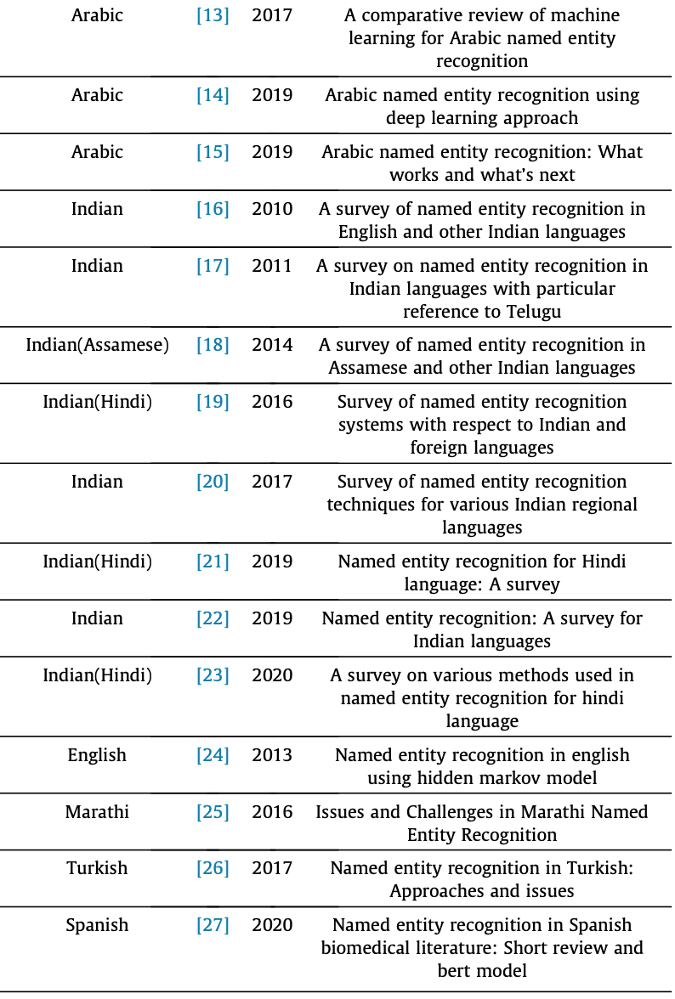 Arabic [13] 2017 A comparative review of machine
learning for Arabic named entity
recognition
Arabic [14] 2019 Arabic named entity recognition using
deep learning approach
Arabic [15] 2019 Arabic named entity recognition: What
works and what's next
Indian [16] 2010 A survey of named entity recognition in
English and other Indian languages
Indian [17] 2011 A survey on named entity recognition in
Indian languages with particular
reference to Telugu
Indian(Assamese) [18] 2014 A survey of named entity recognition in
Assamese and other Indian languages
Indian(Hindi) [19] 2016 Survey of named entity recognition
systems with respect to Indian and
foreign languages
Indian [20] 2017 Survey of named entity recognition
techniques for various Indian regional
languages
Indian(Hindi) [21] 2019 Named entity recognition for Hindi
language: A survey
Indian [22] 2019 Named entity recognition: A survey for
Indian languages
Indian(Hindi) [23] 2020 A survey on various methods used in
named entity recognition for hindi
language
English [24] 2013 Named entity recognition in english
using hidden markov model
Marathi [25] 2016 Issues and Challenges in Marathi Named
Entity Recognition
Turkish [26] 2017 Named entity recognition in Turkish:
Approaches and issues
Spanish [27] 2020 Named entity recognition in Spanish
biomedical literature: Short review and
bert model